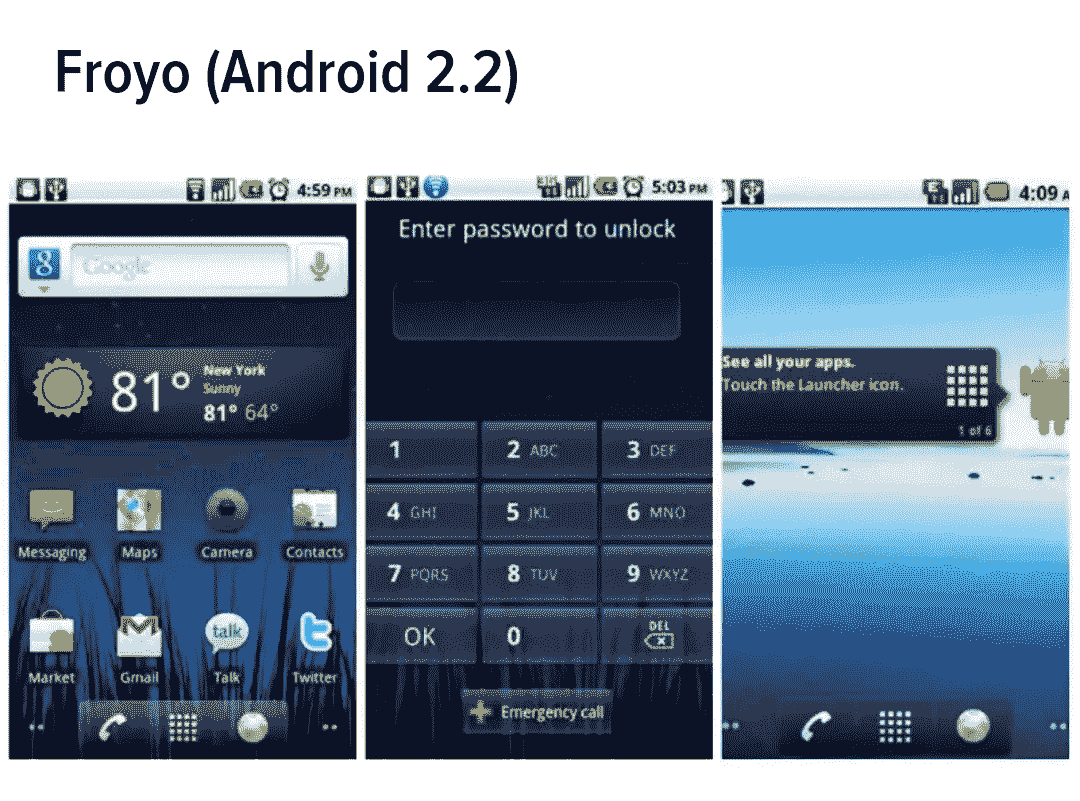 Froyo (Android 2.2)
4:59 PM
Google
81°
New York
Sunny
81° 64°
Messaging Maps Camera Contacts
Market Gmail Talk Twitter
talk
5:03 PM
Enter password to unlock
1 2 ABC 3 DEF
4 GHI 5 JKL 6 MNO
7 PQRS 8 TUV 9 WXYZ
OK 0 DEL
Emergency call
4:09 A
See all your apps.
Touch the Launcher icon.
1 of 6